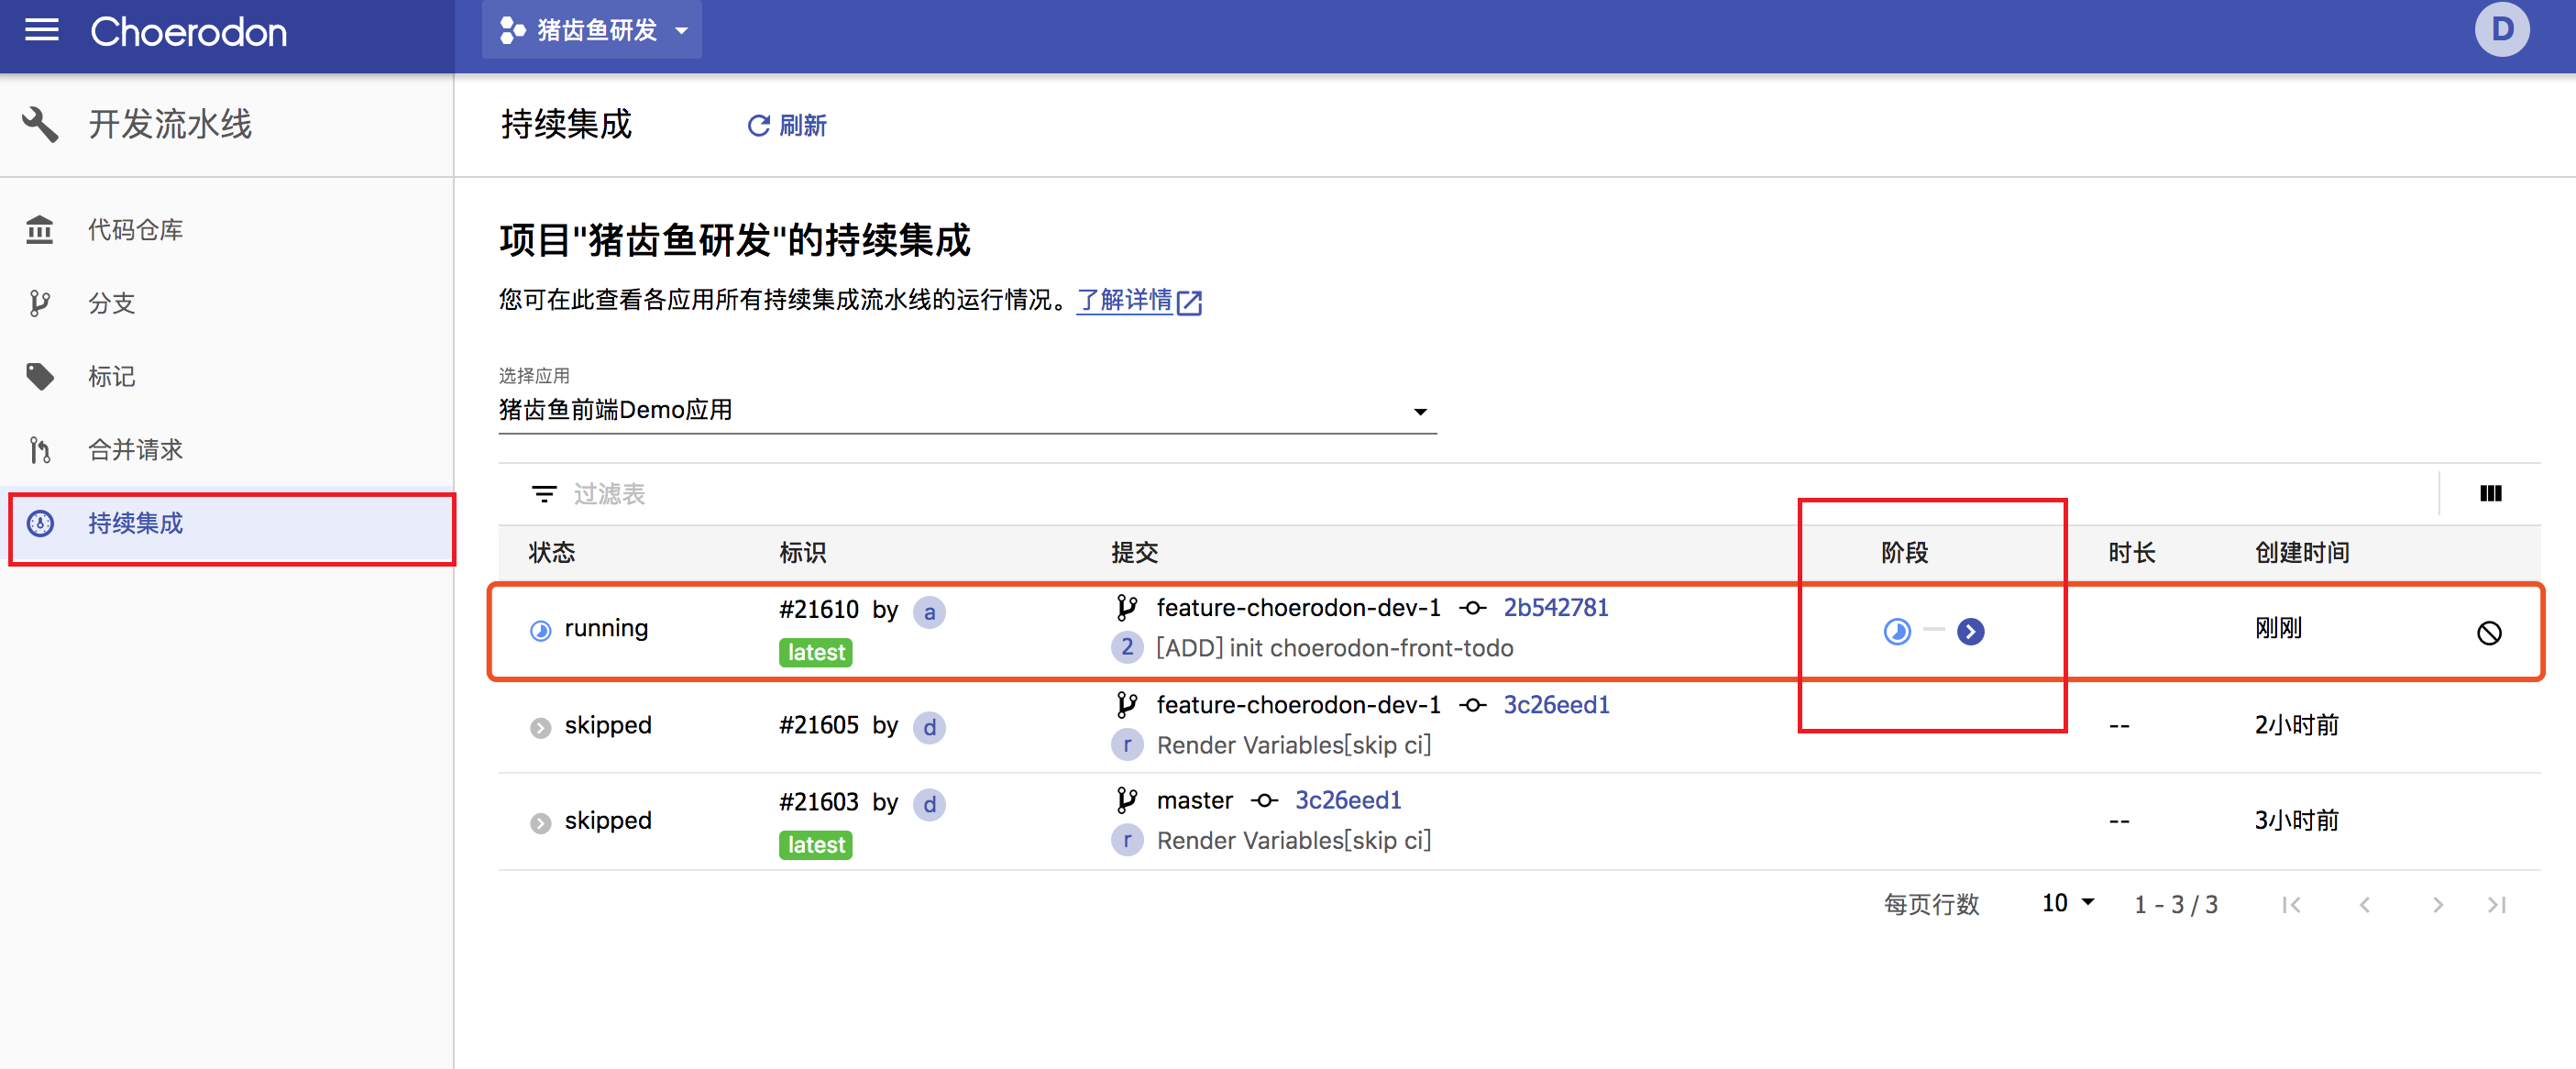 Choerodon
猪齿鱼研发
D
开发流水线
持续集成
刷新
代码仓库
分支
标记
合并请求
持续集成
项目"猪齿鱼研发"的持续集成
您可在此查看各应用所有持续集成流水线的运行情况。了解详情
选择应用
猪齿鱼前端Demo应用
过滤表
状态 标识 提交 阶段 时长 创建时间
running #21610 by a feature-choerodon-dev-1 2b542781 刚刚
latest 2 [ADD] init choerodon-front-todo
skipped #21605 by d feature-choerodon-dev-1 3c26eed1 -- 2小时前
r Render Variables[skip ci]
skipped #21603 by d master 3c26eed1 -- 3小时前
latest r Render Variables[skip ci]
每页行数 10 1 - 3 / 3